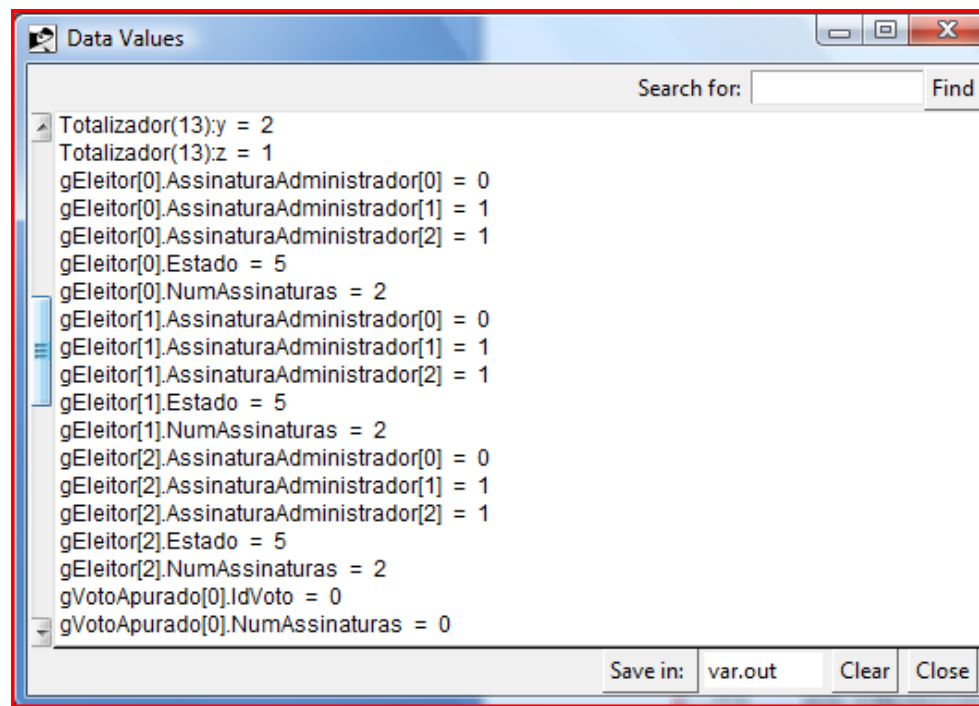 Data Values
Search for: Find
Totalizador(13):y = 2
Totalizador(13):z = 1
gEleitor[0].AssinaturaAdministrador[0] = 0
gEleitor[0].AssinaturaAdministrador[1] = 1
gEleitor[0].AssinaturaAdministrador[2] = 1
gEleitor[0].Estado = 5
gEleitor[0].NumAssinaturas = 2
gEleitor[1].AssinaturaAdministrador[0] = 0
gEleitor[1].AssinaturaAdministrador[1] = 1
gEleitor[1].AssinaturaAdministrador[2] = 1
gEleitor[1].Estado = 5
gEleitor[1].NumAssinaturas = 2
gEleitor[2].AssinaturaAdministrador[0] = 0
gEleitor[2].AssinaturaAdministrador[1] = 1
gEleitor[2].AssinaturaAdministrador[2] = 1
gEleitor[2].Estado = 5
gEleitor[2].NumAssinaturas = 2
gVotoApurado[0].IdVoto = 0
gVotoApurado[0].NumAssinaturas = 0
Save in: var.out Clear Close